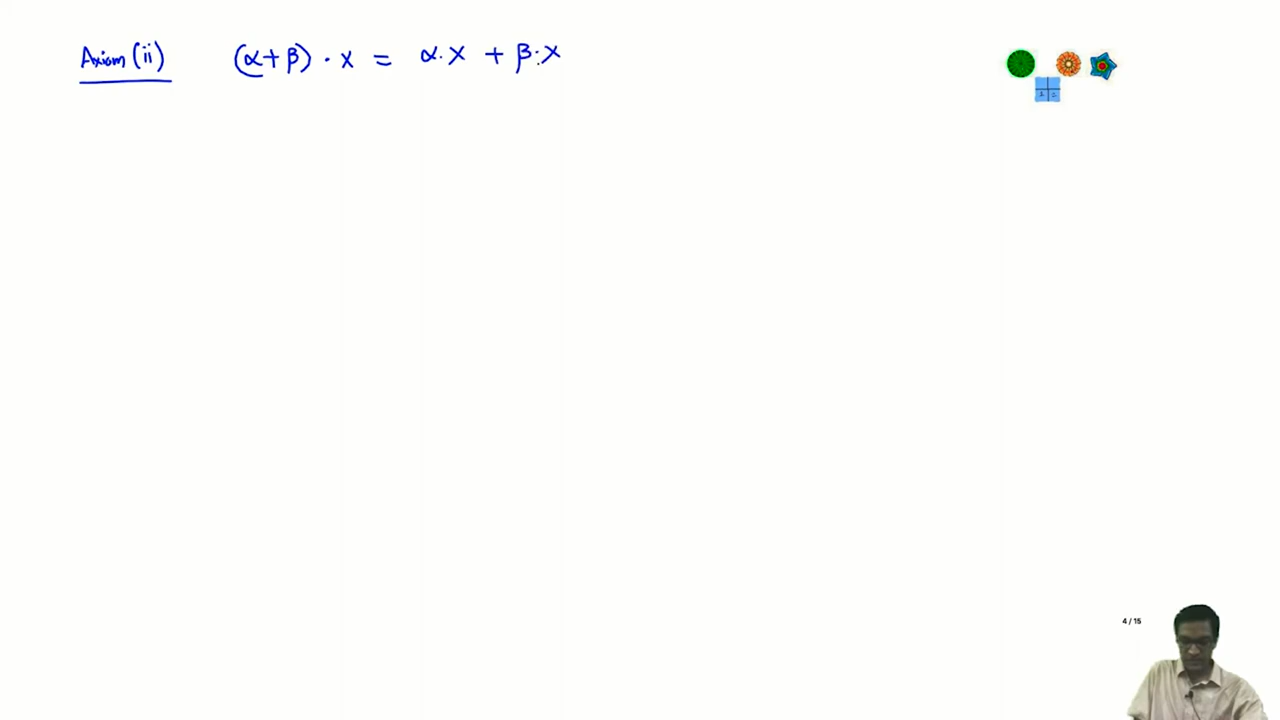 Axiom (ii) (α+β) · x = α·x + β·x
4 / 15